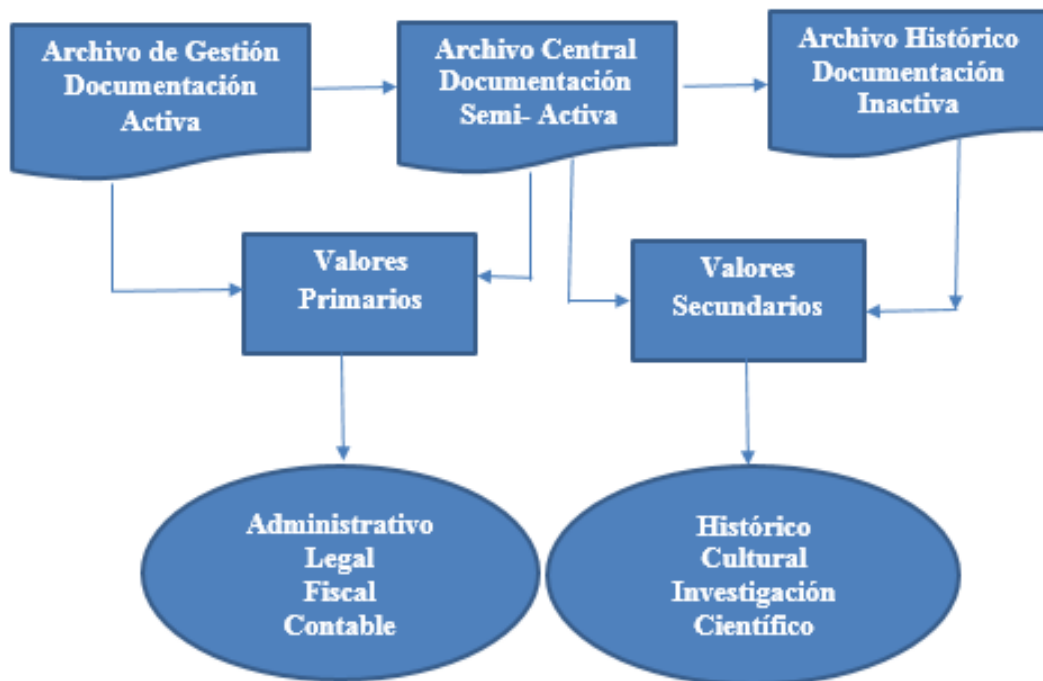 Archivo de Gestión
Documentación
Activa
Archivo Central
Documentación
Semi- Activa
Archivo Histórico
Documentación
Inactiva
Valores
Primarios
Valores
Secundarios
Administrativo
Legal
Fiscal
Contable
Histórico
Cultural
Investigación
Científico